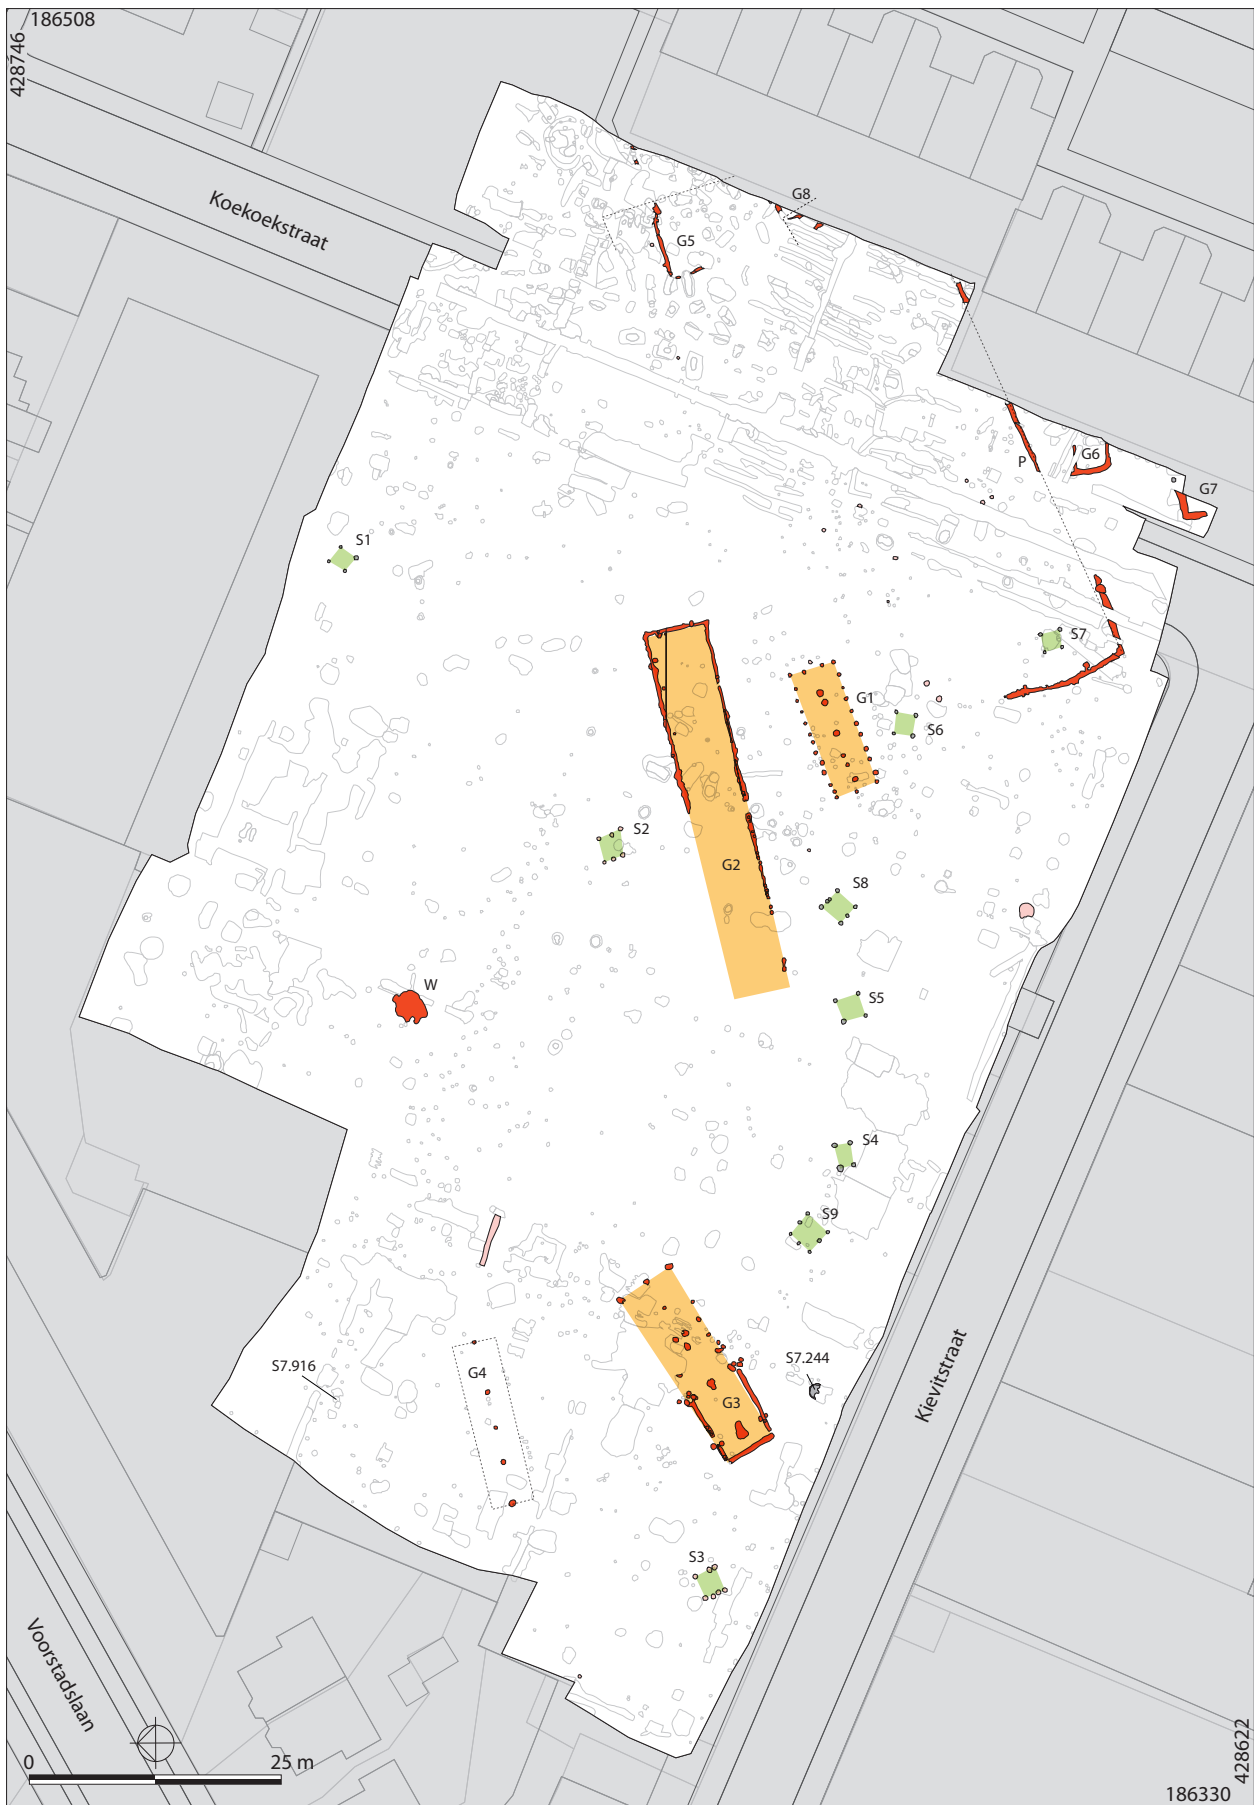 186508
428746
Koekoekstraat
G8
G5
P
G6
G7
S1
S7
G1
S6
S2
G2
S8
W
S5
S4
S9
S7.916
G4
S7.244
G3
Kievitstraat
S3
Voorstadslaan
0 25 m
428622
186330